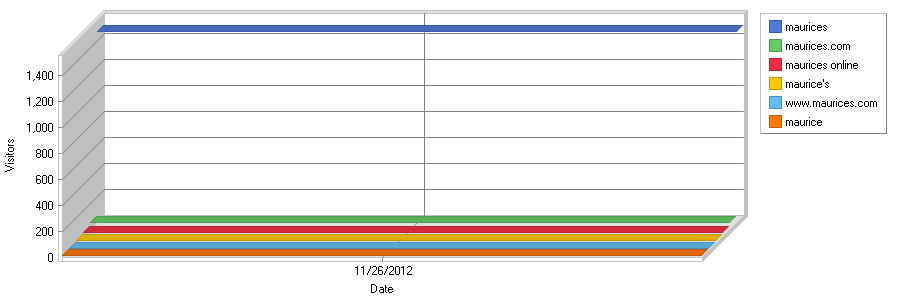 1,400
1,200
1,000
800
600
400
200
0
Visitors
11/26/2012
Date
maurices
maurices.com
maurices online
maurice's
www.maurices.com
maurice